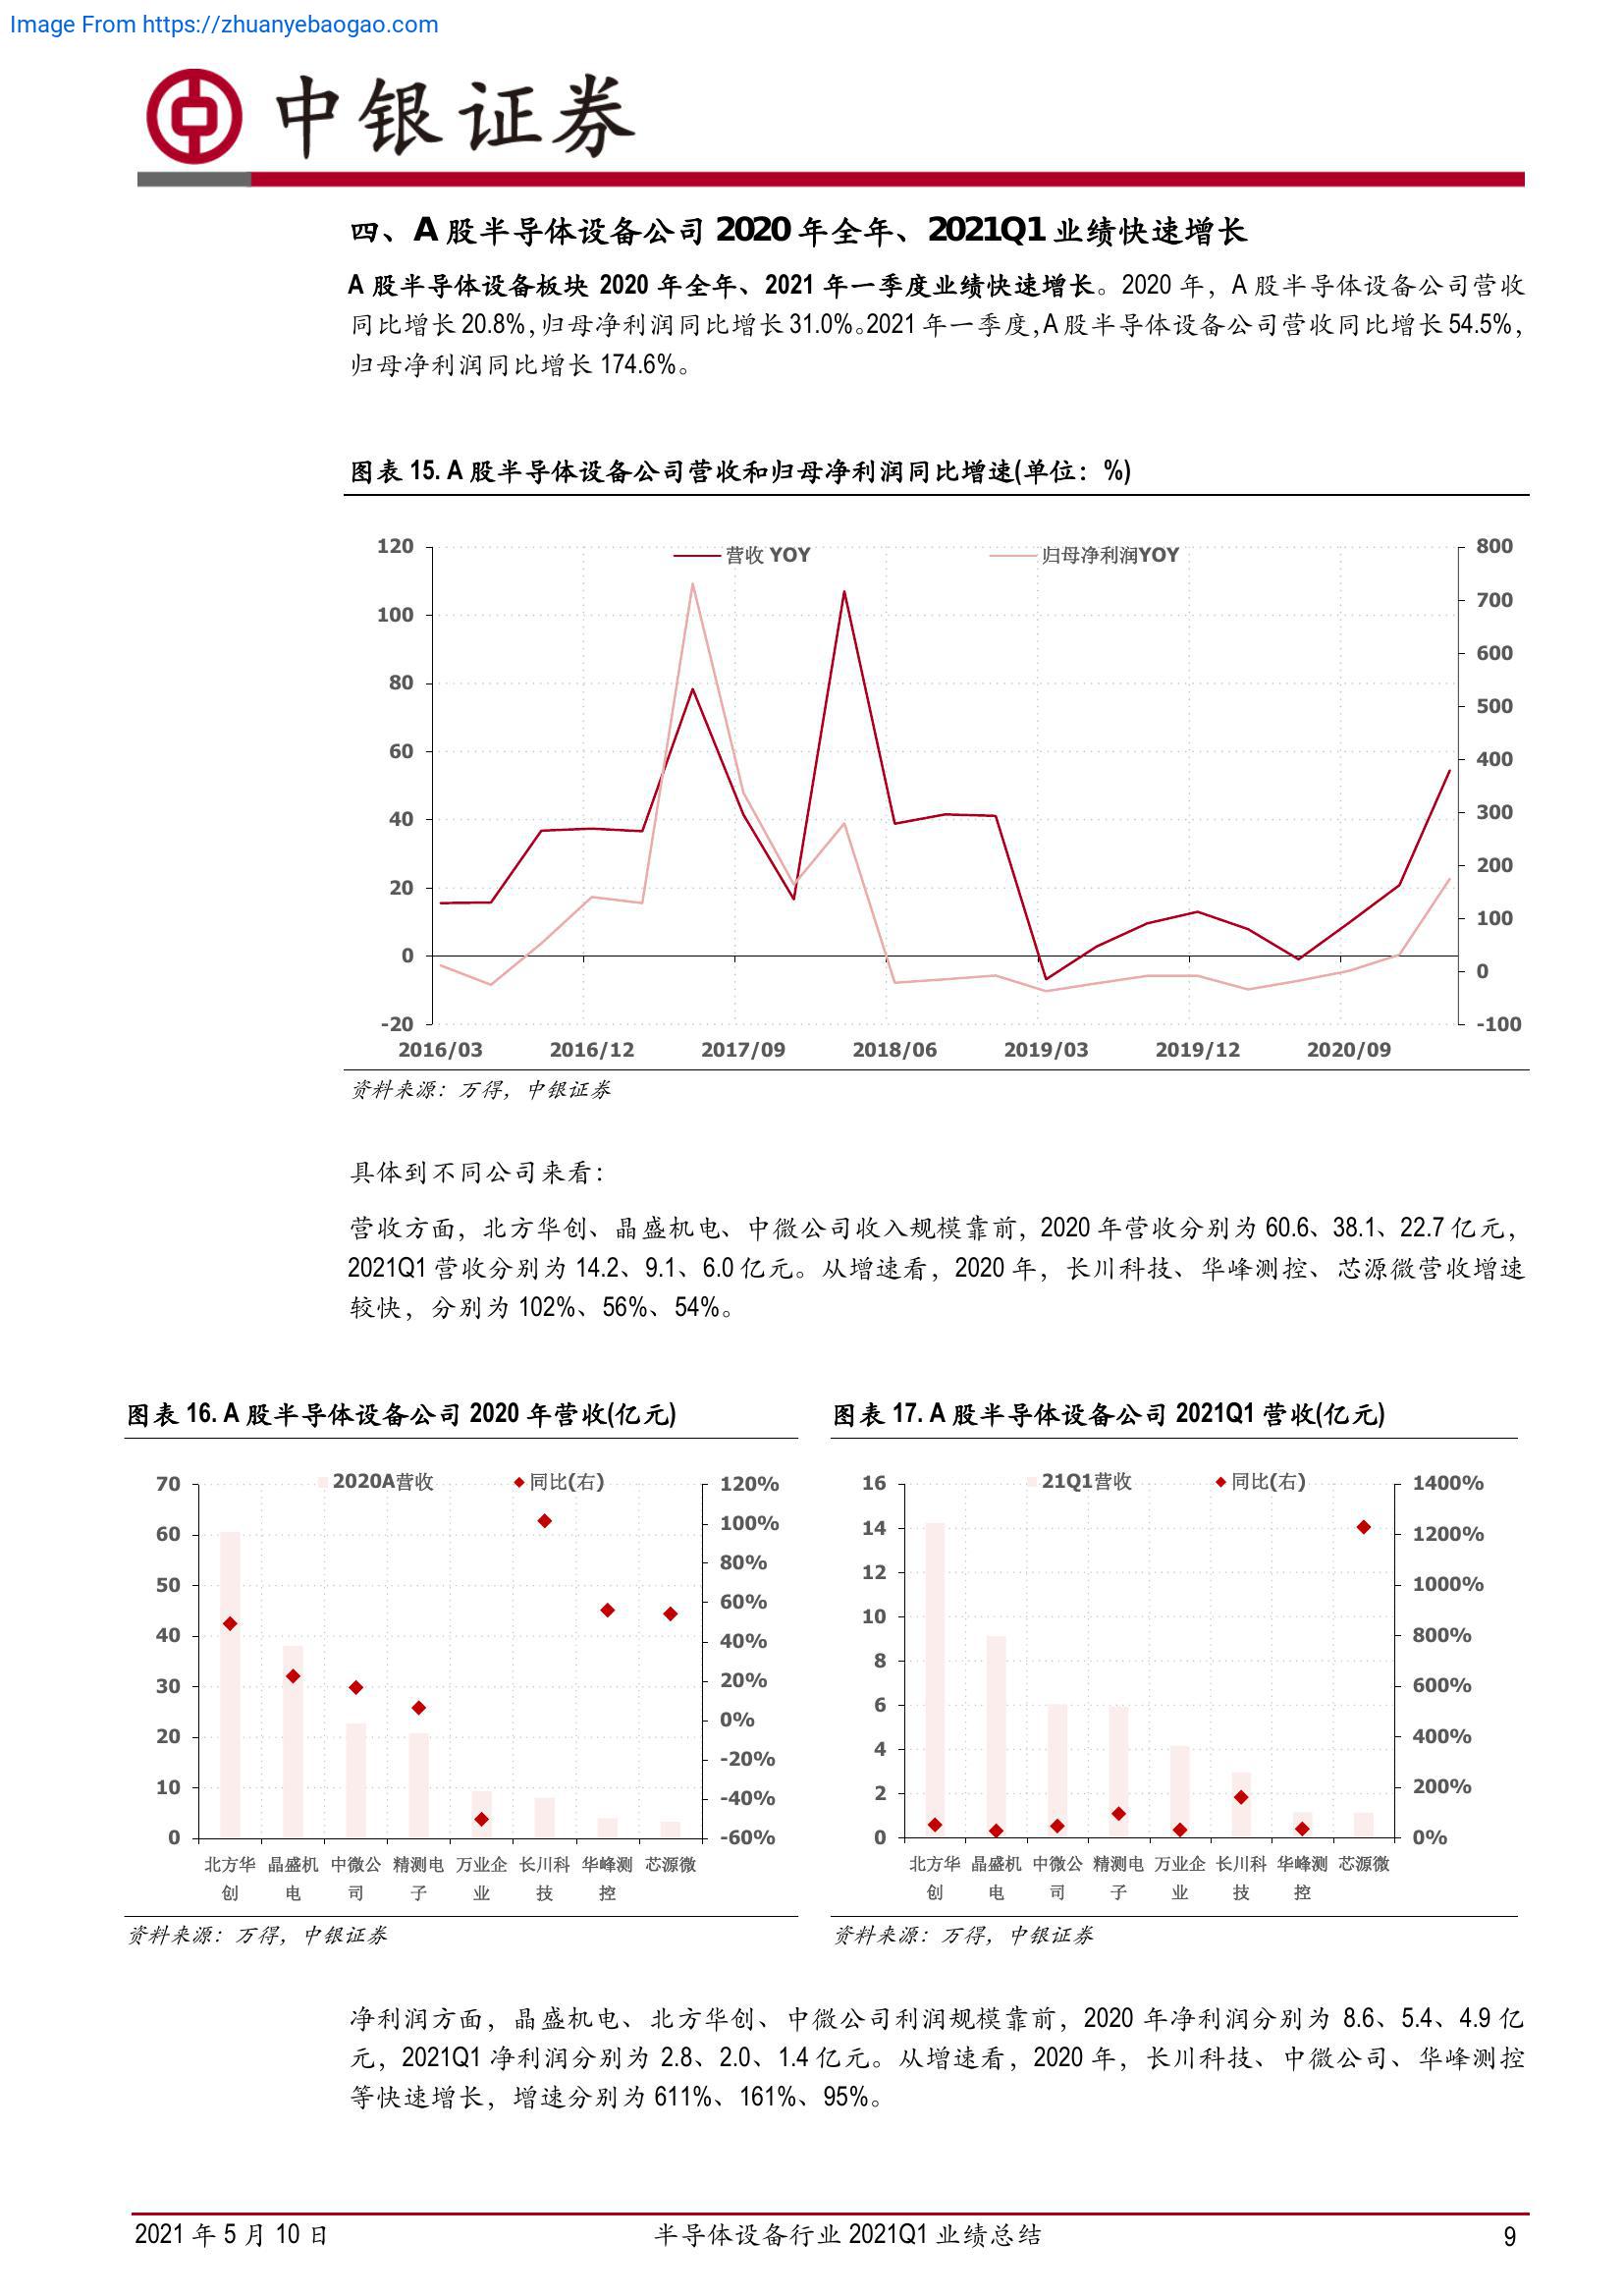 Image From https://zhuanyebaogao.com
中银证券
四、A 股半导体设备公司 2020 年全年、2021Q1 业绩快速增长
A 股半导体设备板块 2020 年全年、2021 年一季度业绩快速增长。2020 年，A 股半导体设备公司营收
同比增长 20.8%，归母净利润同比增长 31.0%。2021 年一季度，A 股半导体设备公司营收同比增长 54.5%，
归母净利润同比增长 174.6%。
图表 15. A 股半导体设备公司营收和归母净利润同比增速(单位：%)
营收 YOY 归母净利润YOY
120 800
100 700
600
80 500
60 400
40 300
200
20 100
0 0
-20 -100
2016/03 2016/12 2017/09 2018/06 2019/03 2019/12 2020/09
资料来源：万得，中银证券
具体到不同公司来看：
营收方面，北方华创、晶盛机电、中微公司收入规模靠前，2020 年营收分别为 60.6、38.1、22.7 亿元，
2021Q1 营收分别为 14.2、9.1、6.0 亿元。从增速看，2020 年，长川科技、华峰测控、芯源微营收增速
较快，分别为 102%、56%、54%。
图表 16. A 股半导体设备公司 2020 年营收(亿元)
2020A营收 同比(右)
70 120%
60 100%
80%
50 60%
40 40%
30 20%
0%
20 -20%
10 -40%
0 -60%
北方华 晶盛机 中微公 精测电 万业企 长川科 华峰测 芯源微
创 电 司 子 业 技 控
资料来源：万得，中银证券
图表 17. A 股半导体设备公司 2021Q1 营收(亿元)
21Q1营收 同比(右)
16 1400%
14 1200%
12 1000%
10 800%
8 600%
6 400%
4 200%
2
0 0%
北方华 晶盛机 中微公 精测电 万业企 长川科 华峰测 芯源微
创 电 司 子 业 技 控
资料来源：万得，中银证券
净利润方面，晶盛机电、北方华创、中微公司利润规模靠前，2020 年净利润分别为 8.6、5.4、4.9 亿
元，2021Q1 净利润分别为 2.8、2.0、1.4 亿元。从增速看，2020 年，长川科技、中微公司、华峰测控
等快速增长，增速分别为 611%、161%、95%。
2021 年 5 月 10 日 半导体设备行业 2021Q1 业绩总结 9